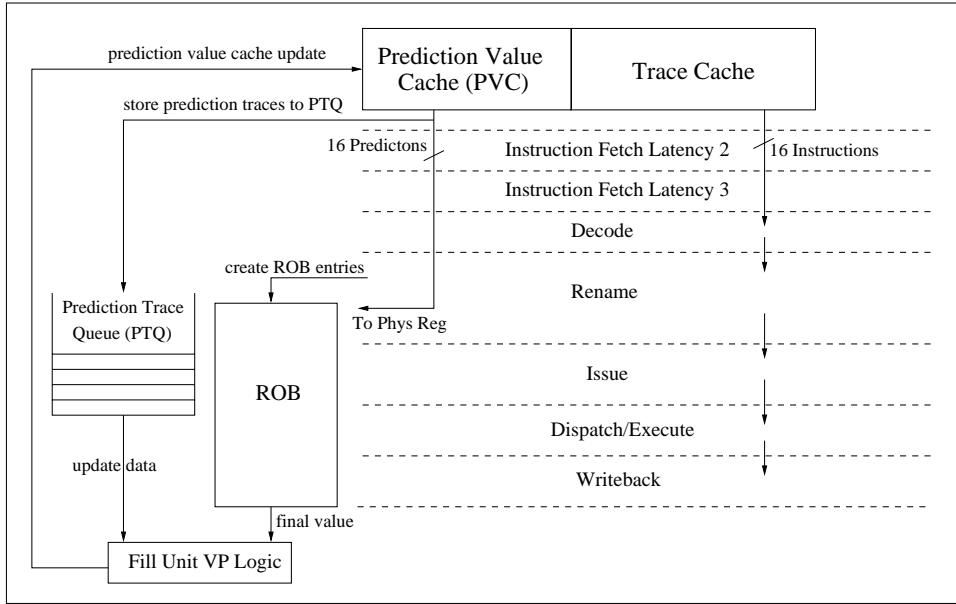 prediction value cache update
Prediction Value
Cache (PVC)
Trace Cache
store prediction traces to PTQ
16 Predictons
Instruction Fetch Latency 2
16 Instructions
Instruction Fetch Latency 3
Decode
create ROB entries
Rename
Prediction Trace
Queue (PTQ)
To Phys Reg
ROB
Issue
Dispatch/Execute
update data
Writeback
final value
Fill Unit VP Logic